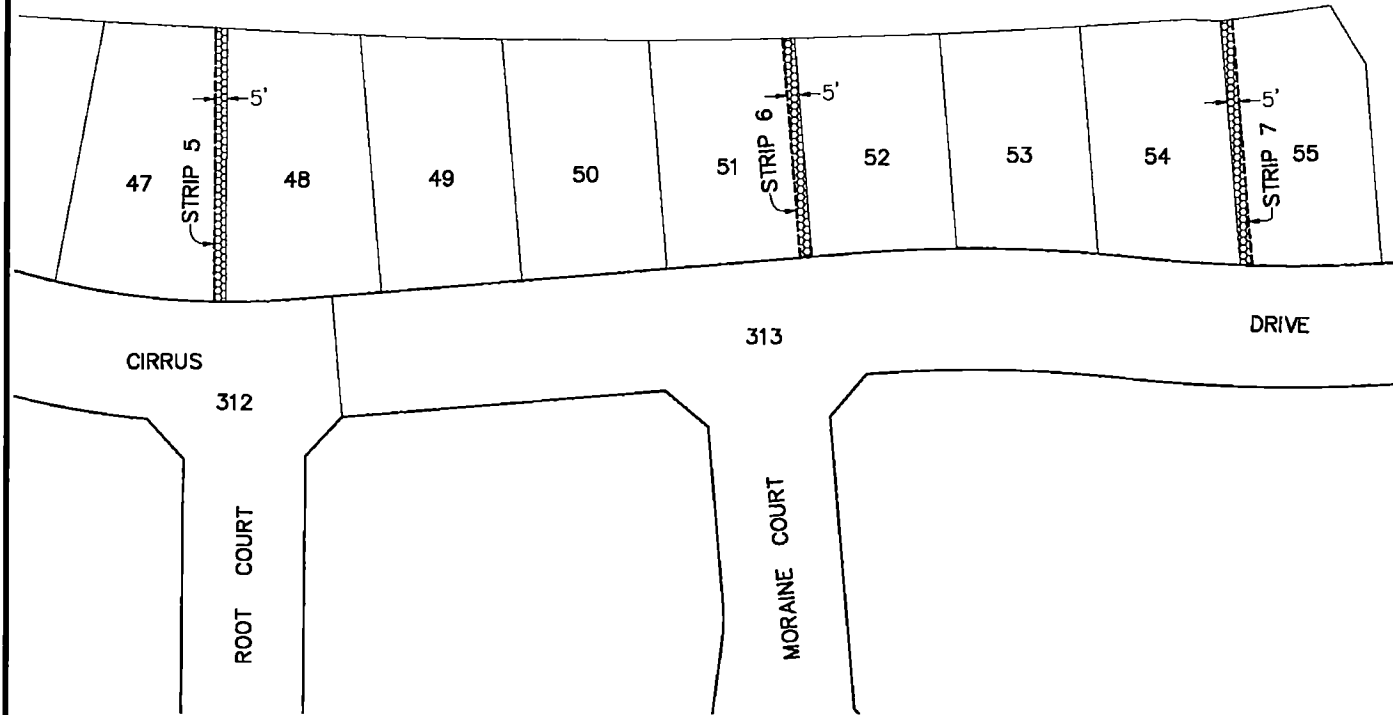 5'
5'
5'
STRIP 5
STRIP 6
STRIP 7
47
48
49
50
51
52
53
54
55
CIRRUS
DRIVE
312
313
ROOT COURT
MORAINE COURT